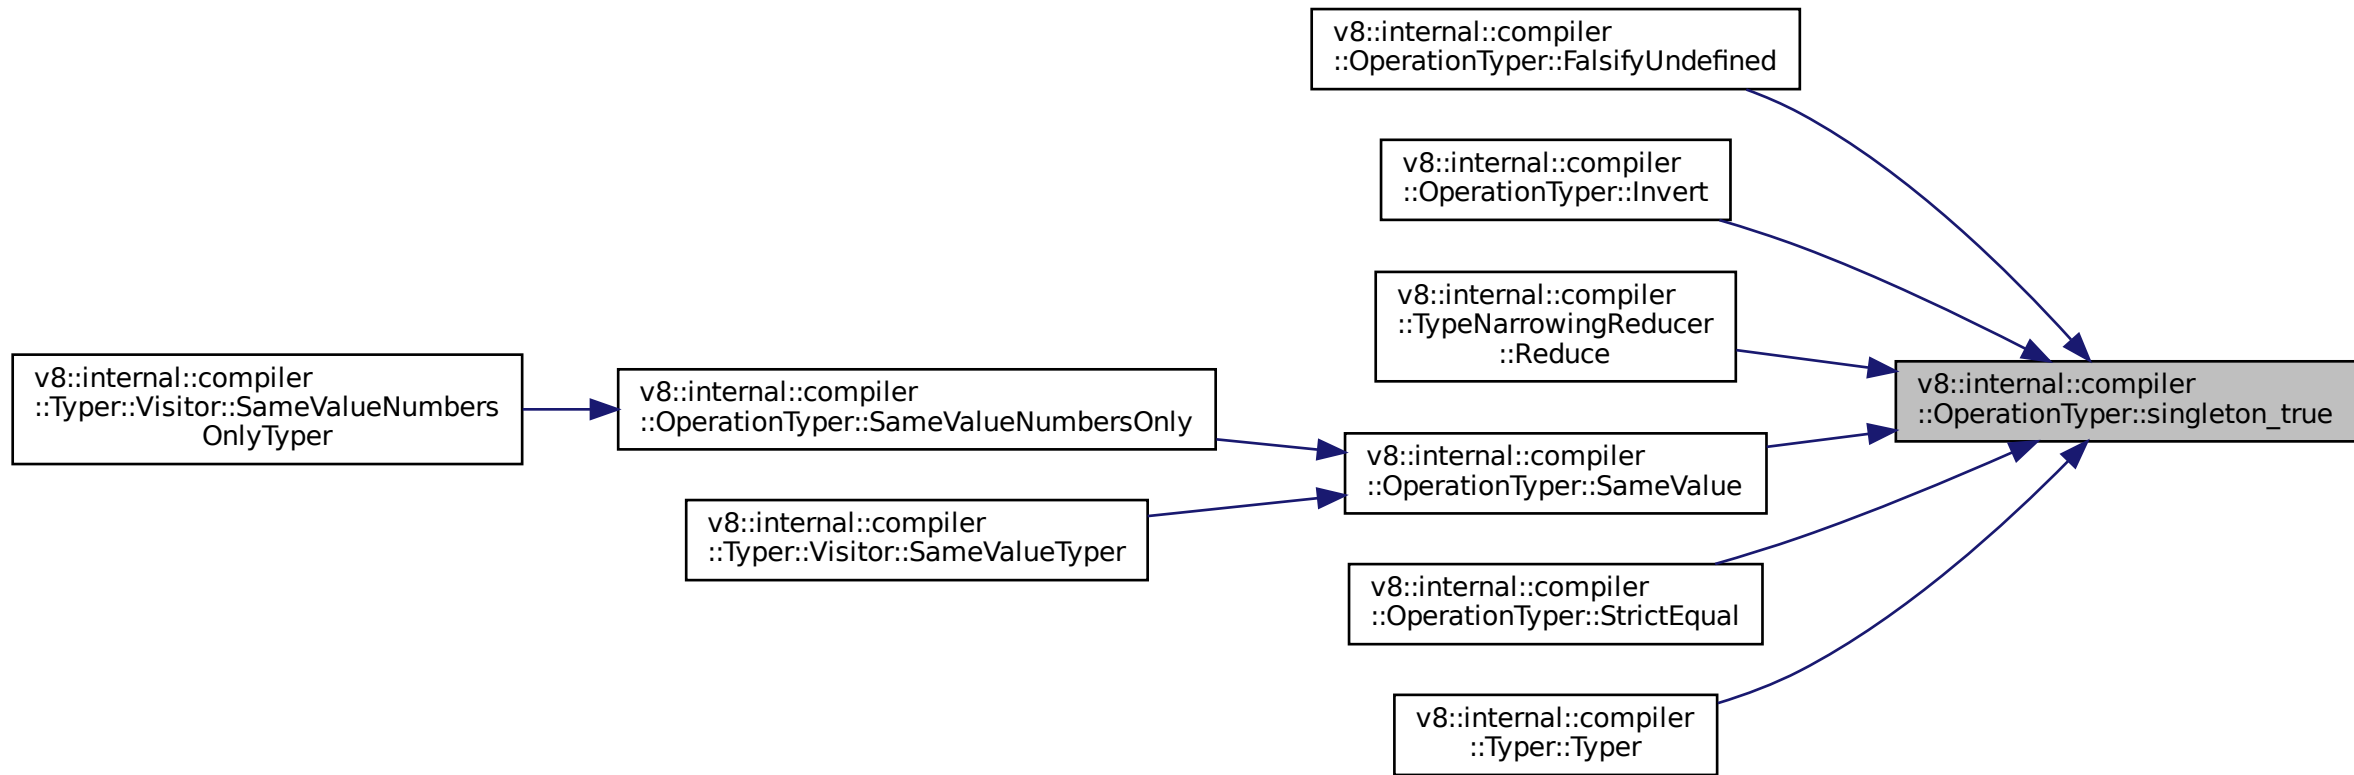 v8::internal::compiler
::OperationTyper::FalsifyUndefined
v8::internal::compiler
::OperationTyper::Invert
v8::internal::compiler
::TypeNarrowingReducer
::Reduce
v8::internal::compiler
::Typer::Visitor::SameValueNumbers
OnlyTyper
v8::internal::compiler
::OperationTyper::SameValueNumbersOnly
v8::internal::compiler
::OperationTyper::singleton_true
v8::internal::compiler
::OperationTyper::SameValue
v8::internal::compiler
::Typer::Visitor::SameValueTyper
v8::internal::compiler
::OperationTyper::StrictEqual
v8::internal::compiler
::Typer::Typer